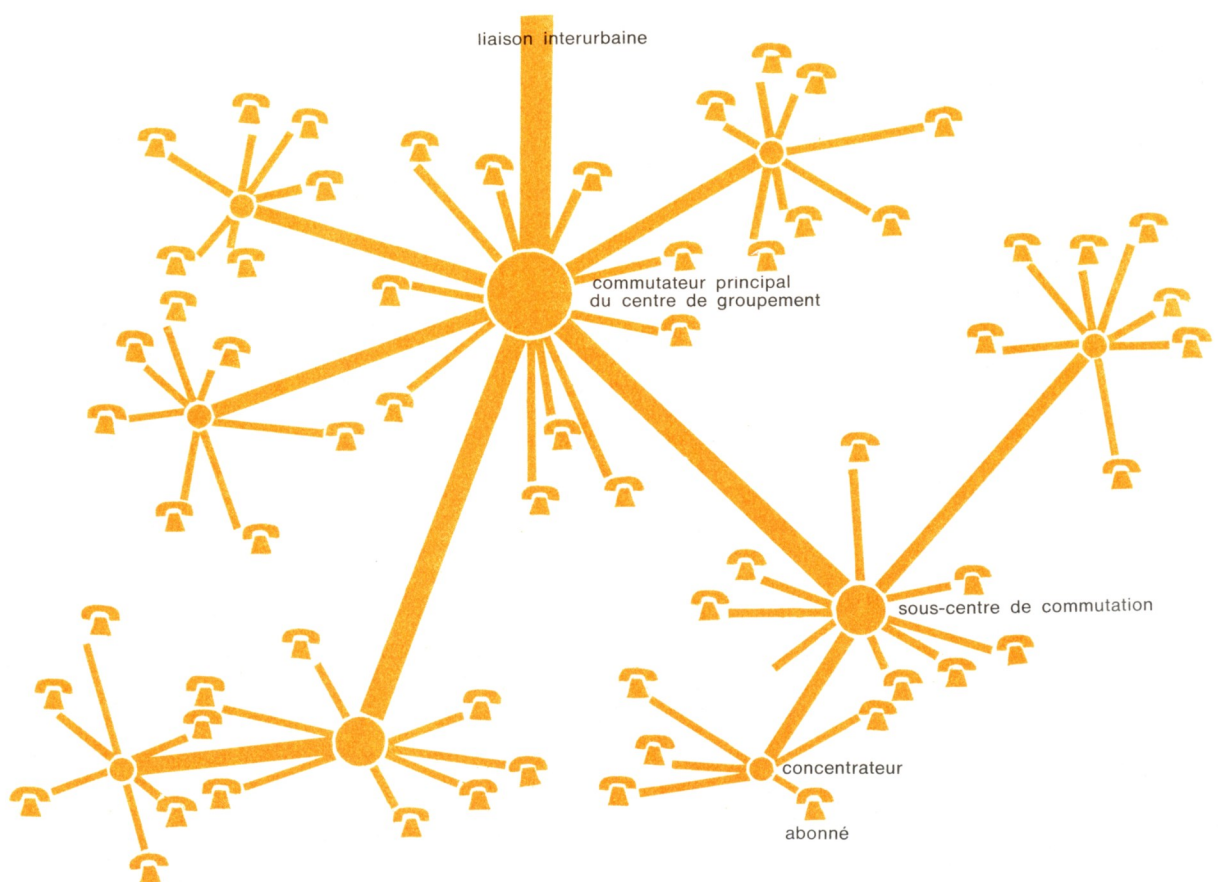 liaison interurbaine
commutateur principal
du centre de groupement
sous-centre de commutation
concentrateur
abonné